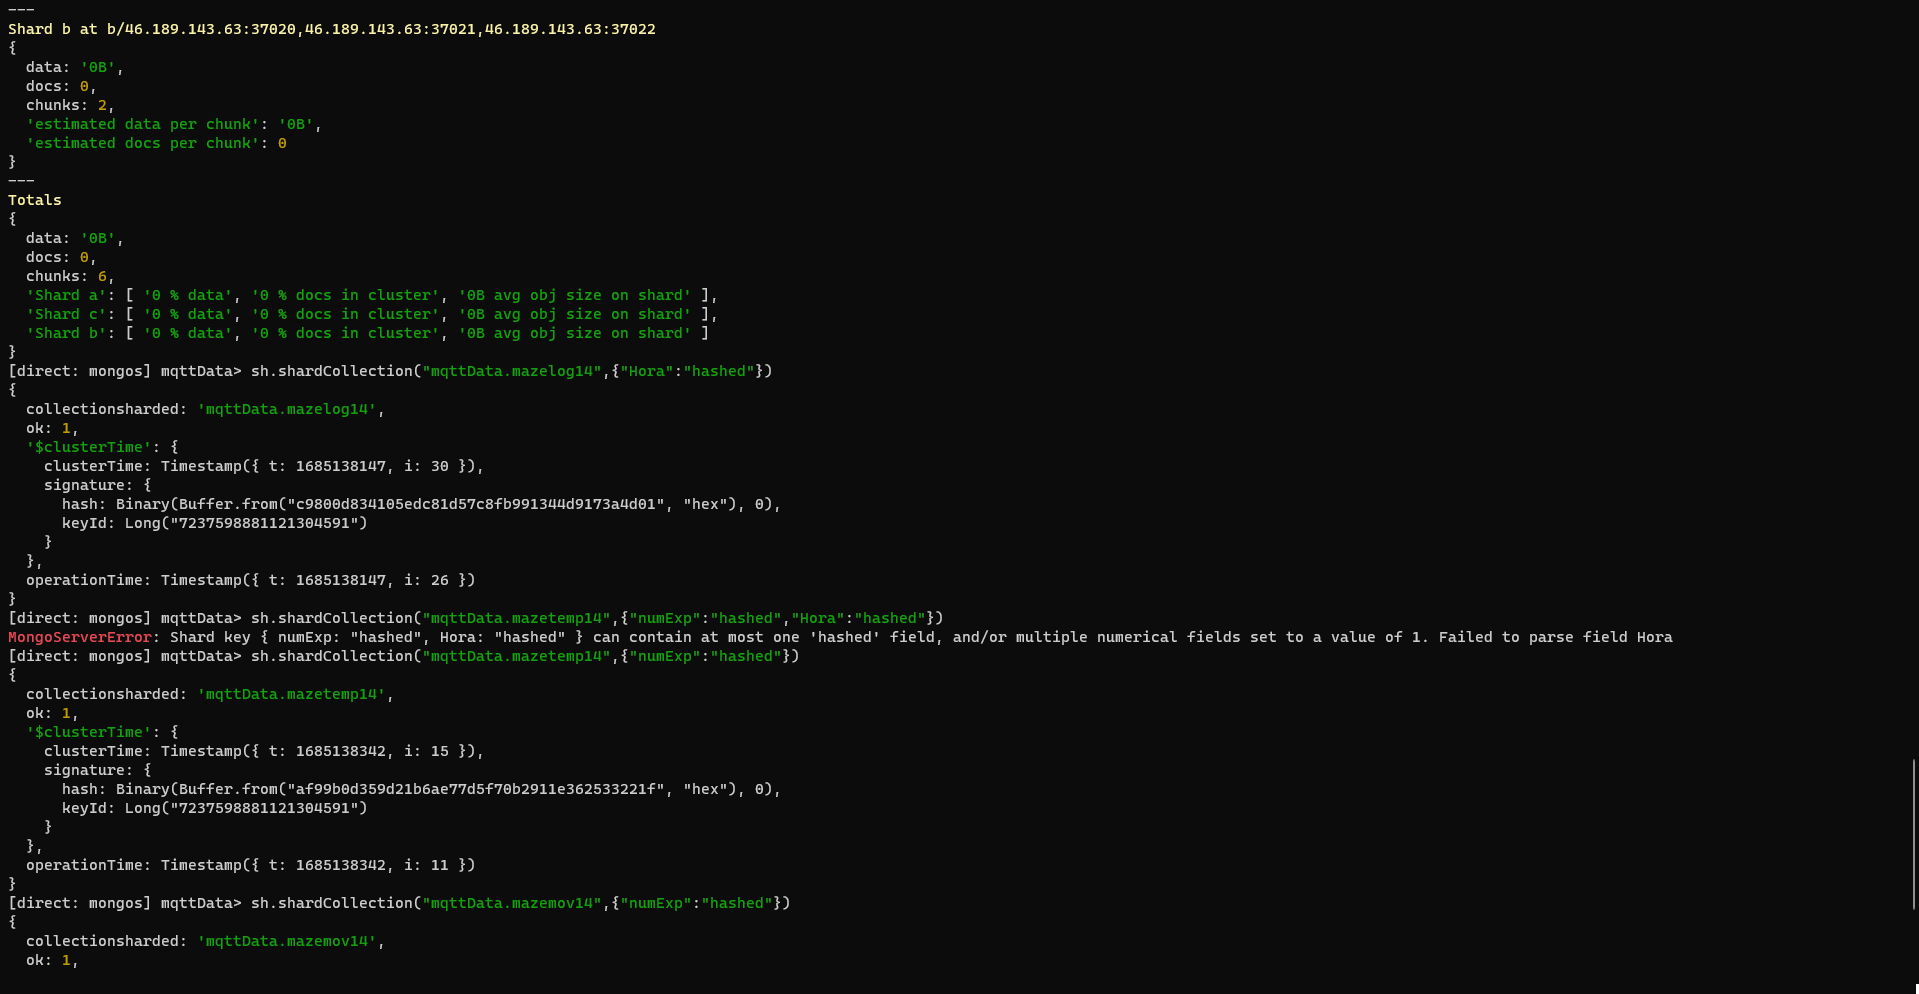 ---
Shard b at b/46.189.143.63:37020,46.189.143.63:37021,46.189.143.63:37022
{
  data: '0B',
  docs: 0,
  chunks: 2,
  'estimated data per chunk': '0B',
  'estimated docs per chunk': 0
}
---
Totals
{
  data: '0B',
  docs: 0,
  chunks: 6,
  'Shard a': [ '0 % data', '0 % docs in cluster', '0B avg obj size on shard' ],
  'Shard c': [ '0 % data', '0 % docs in cluster', '0B avg obj size on shard' ],
  'Shard b': [ '0 % data', '0 % docs in cluster', '0B avg obj size on shard' ]
}
[direct: mongos] mqttData> sh.shardCollection("mqttData.mazelog14",{"Hora":"hashed"})
{
  collectionsharded: 'mqttData.mazelog14',
  ok: 1,
  '$clusterTime': {
    clusterTime: Timestamp({ t: 1685138147, i: 30 }),
    signature: {
      hash: Binary(Buffer.from("c9800d834105edc81d57c8fb991344d9173a4d01", "hex"), 0),
      keyId: Long("7237598881121304591")
    }
  },
  operationTime: Timestamp({ t: 1685138147, i: 26 })
}
[direct: mongos] mqttData> sh.shardCollection("mqttData.mazetemp14",{"numExp":"hashed","Hora":"hashed"})
MongoServerError: Shard key { numExp: "hashed", Hora: "hashed" } can contain at most one 'hashed' field, and/or multiple numerical fields set to a value of 1. Failed to parse field Hora
[direct: mongos] mqttData> sh.shardCollection("mqttData.mazetemp14",{"numExp":"hashed"})
{
  collectionsharded: 'mqttData.mazetemp14',
  ok: 1,
  '$clusterTime': {
    clusterTime: Timestamp({ t: 1685138342, i: 15 }),
    signature: {
      hash: Binary(Buffer.from("af99b0d359d21b6ae77d5f70b2911e362533221f", "hex"), 0),
      keyId: Long("7237598881121304591")
    }
  },
  operationTime: Timestamp({ t: 1685138342, i: 11 })
}
[direct: mongos] mqttData> sh.shardCollection("mqttData.mazemov14",{"numExp":"hashed"})
{
  collectionsharded: 'mqttData.mazemov14',
  ok: 1,